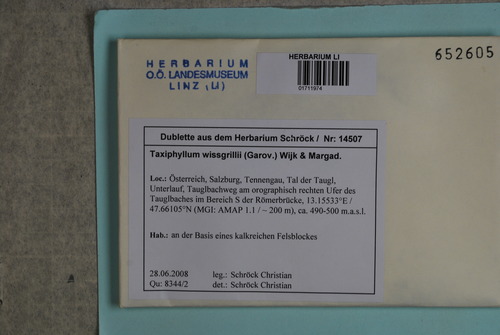 HERBARIUM
O.Ö. LANDESMUSEUM
LINZ (LI)
HERBARIUM LI
01711974
652605
Dublette aus dem Herbarium Schröck / Nr: 14507
Taxiphyllum wissgrillii (Garov.) Wijk & Margad.
Loc.: Österreich, Salzburg, Tennengau, Tal der Taugl,
Unterlauf, Tauglbachweg am orographisch rechten Ufer des
Tauglbaches im Bereich S der Römerbrücke, 13.15533°E /
47.66105°N (MGI: AMAP 1.1 / ~ 200 m), ca. 490-500 m.a.s.l.
Hab.: an der Basis eines kalkreichen Felsblockes
28.06.2008 leg.: Schröck Christian
Qu: 8344/2 det.: Schröck Christian